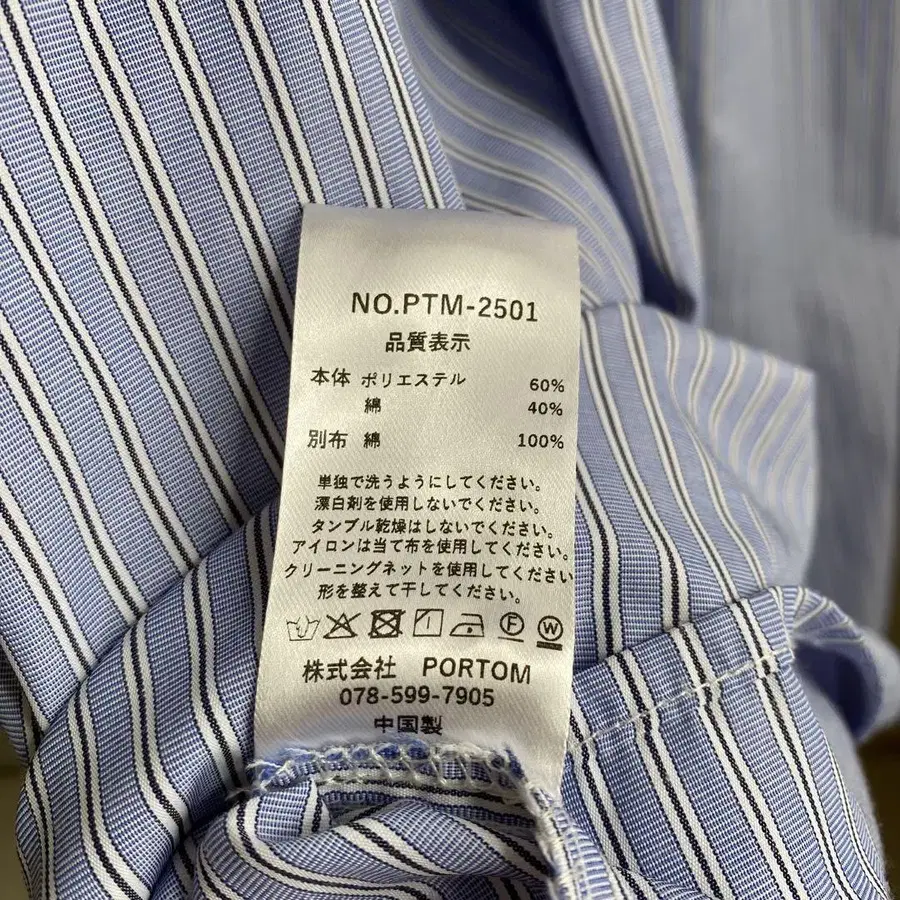 NO.PTM-2501
品質表示
本体 ポリエステル 60%
綿 40%
別布 綿 100%
単独で洗うようにしてください。
漂白剤を使用しないでください。
タンブル乾燥はしないでください。
アイロンは当て布を使用してください。
クリーニングネットを使用してください
形を整えて干してください。
F W
株式会社 PORTOM
078-599-7905
中国製